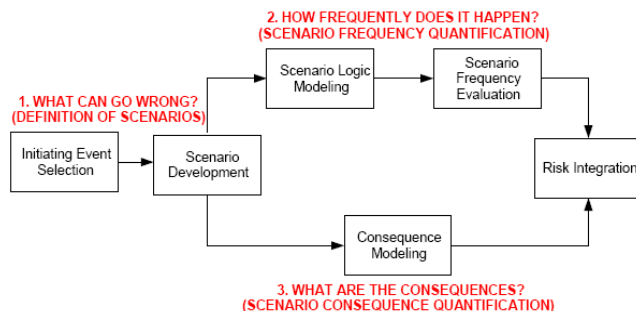 2. HOW FREQUENTLY DOES IT HAPPEN?
(SCENARIO FREQUENCY QUANTIFICATION)
Scenario Logic
Modeling
Scenario
Frequency
Evaluation
1. WHAT CAN GO WRONG?
(DEFINITION OF SCENARIOS)
Initiating Event
Selection
Scenario
Development
Risk Integration
Consequence
Modeling
3. WHAT ARE THE CONSEQUENCES?
(SCENARIO CONSEQUENCE QUANTIFICATION)